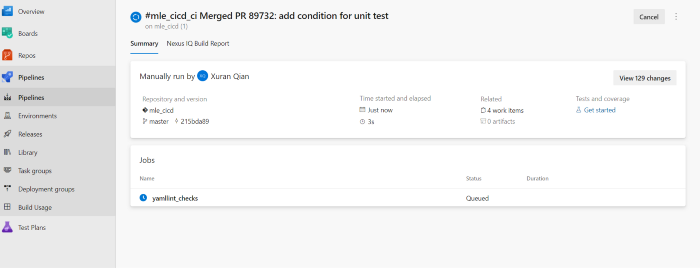 Overview
Boards
Repos
Pipelines
Pipelines
Environments
Releases
Library
Task groups
Deployment groups
Build Usage
Test Plans
#mle_cicd_ci Merged PR 89732: add condition for unit test
on mle_cicd (1)
Cancel
Summary Nexus IQ Build Report
Manually run by Xuran Qian
View 129 changes
Repository and version Time started and elapsed Related Tests and coverage
mle_cicd Just now 4 work items Get started
master 215bda89 3s 0 artifacts
Jobs
Name Status Duration
yamllint_checks Queued